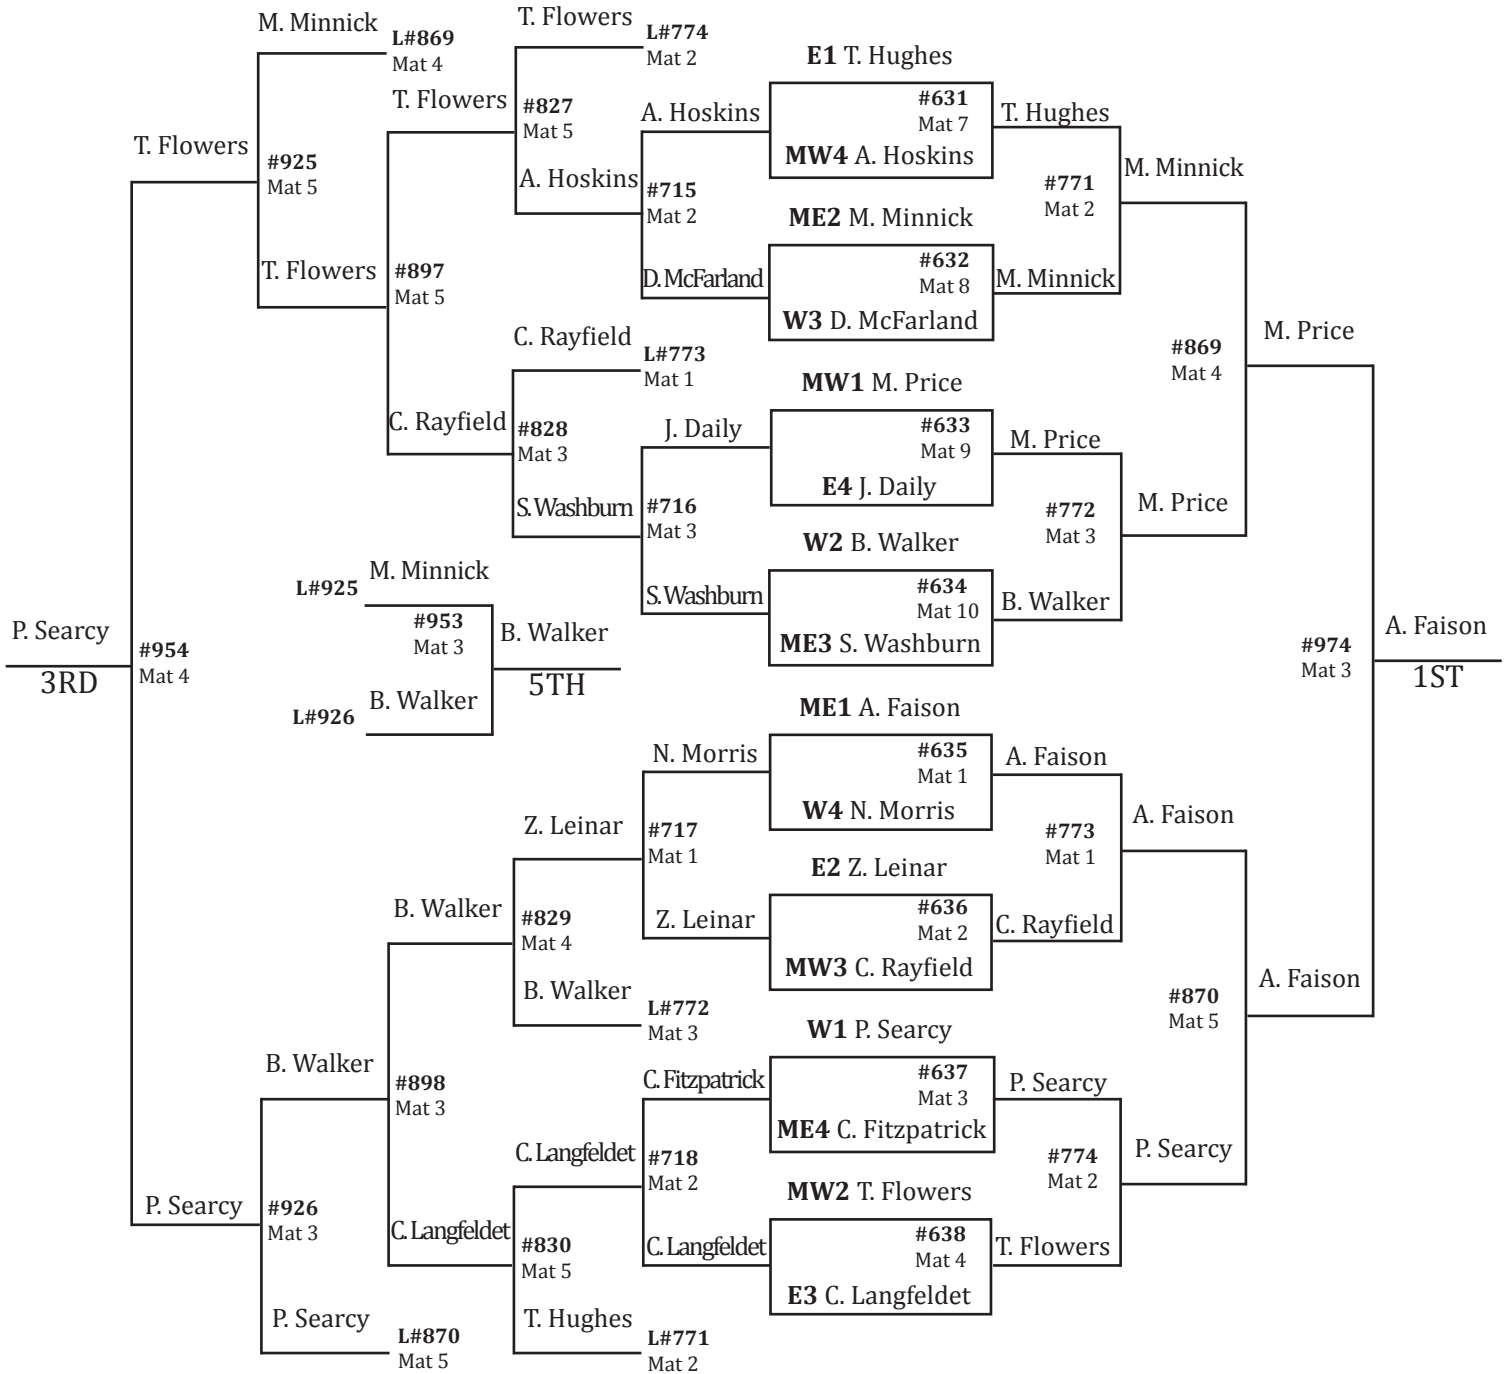 M. Minnick
L#869
Mat 4
T. Flowers
L#774
Mat 2
E1 T. Hughes
T. Flowers
#827
Mat 5
A. Hoskins
#631
Mat 7
T. Hughes
MW4 A. Hoskins
T. Flowers
#925
Mat 5
A. Hoskins
#715
Mat 2
#771
Mat 2
M. Minnick
ME2 M. Minnick
T. Flowers
#897
Mat 5
D. McFarland
#632
Mat 8
M. Minnick
W3 D. McFarland
C. Rayfield
L#773
Mat 1
#869
Mat 4
M. Price
MW1 M. Price
C. Rayfield
#828
Mat 3
J. Daily
#633
Mat 9
M. Price
E4 J. Daily
S. Washburn
#716
Mat 3
#772
Mat 3
M. Price
W2 B. Walker
L#925
M. Minnick
S. Washburn
#634
Mat 10
B. Walker
ME3 S. Washburn
#953
Mat 3
B. Walker
5TH
P. Searcy
3RD
#954
Mat 4
B. Walker
L#926
#974
Mat 3
A. Faison
1ST
ME1 A. Faison
N. Morris
#635
Mat 1
A. Faison
W4 N. Morris
Z. Leinar
#717
Mat 1
#773
Mat 1
A. Faison
E2 Z. Leinar
B. Walker
#829
Mat 4
Z. Leinar
#636
Mat 2
C. Rayfield
MW3 C. Rayfield
B. Walker
L#772
Mat 3
#870
Mat 5
A. Faison
W1 P. Searcy
B. Walker
#898
Mat 3
C. Fitzpatrick
#637
Mat 3
P. Searcy
ME4 C. Fitzpatrick
C. Langfeldet
#718
Mat 2
#774
Mat 2
P. Searcy
MW2 T. Flowers
P. Searcy
#926
Mat 3
C. Langfeldet
#830
Mat 5
C. Langfeldet
#638
Mat 4
T. Flowers
E3 C. Langfeldet
P. Searcy
L#870
Mat 5
T. Hughes
L#771
Mat 2